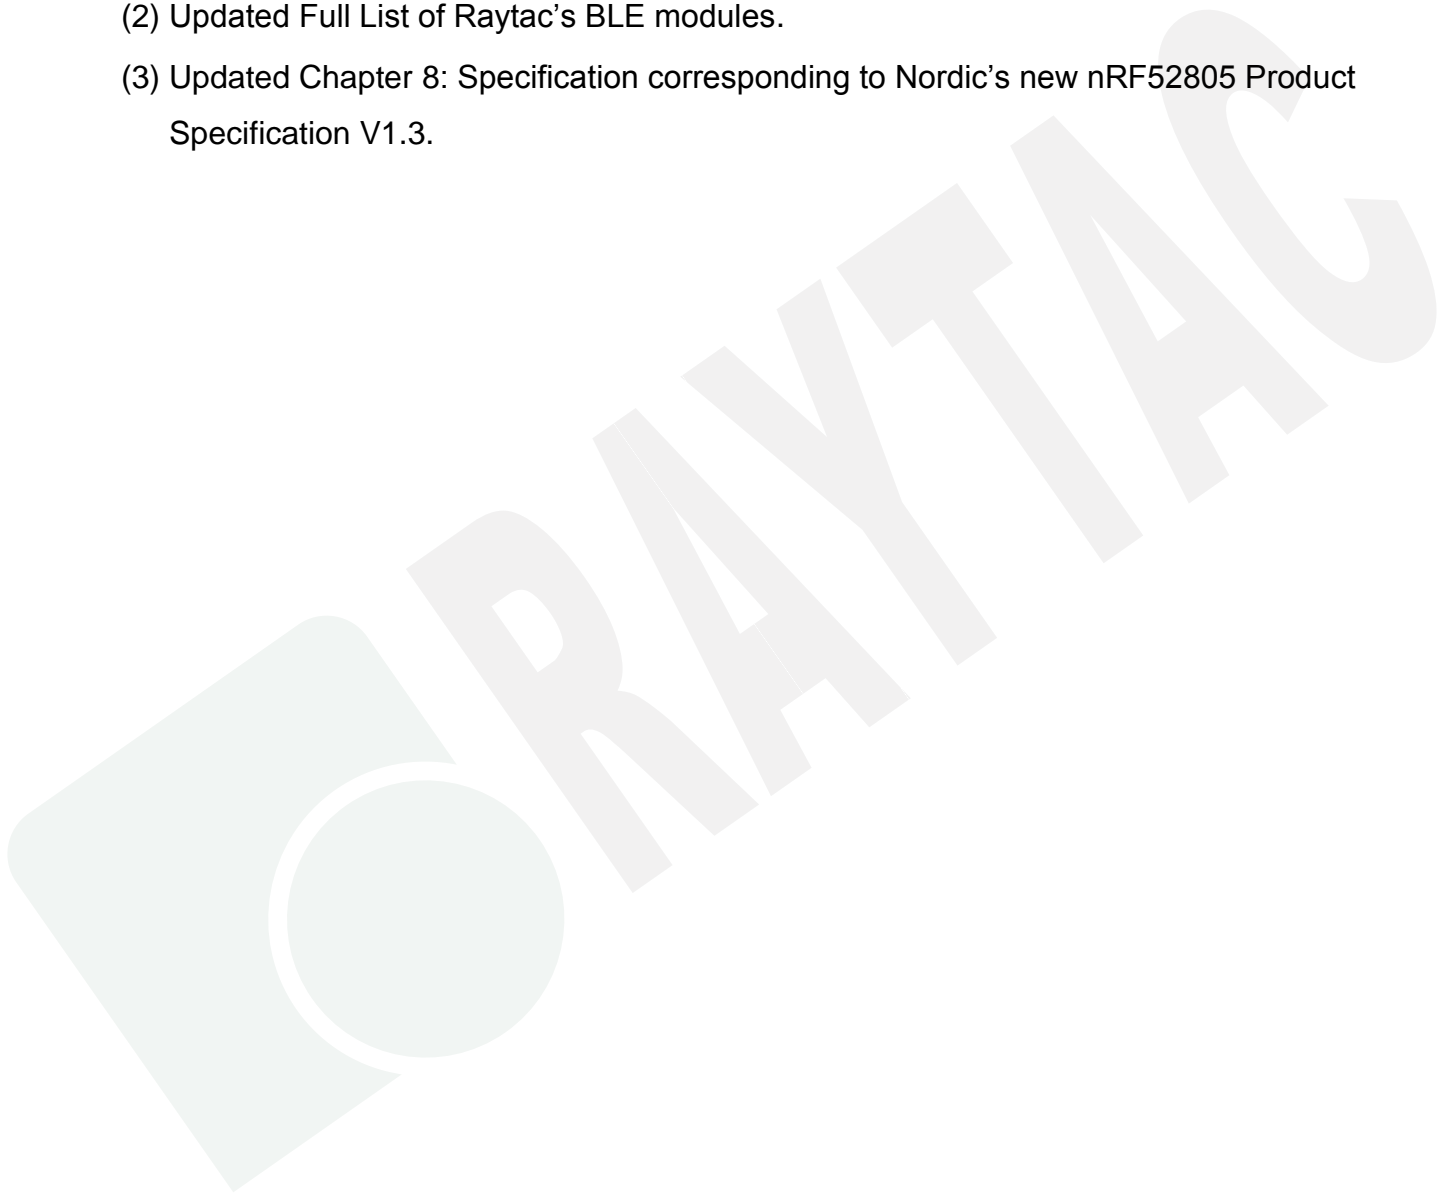 (2) Updated Full List of Raytac’s BLE modules.
(3) Updated Chapter 8: Specification corresponding to Nordic’s new nRF52805 Product
Specification V1.3.
RAYTAC